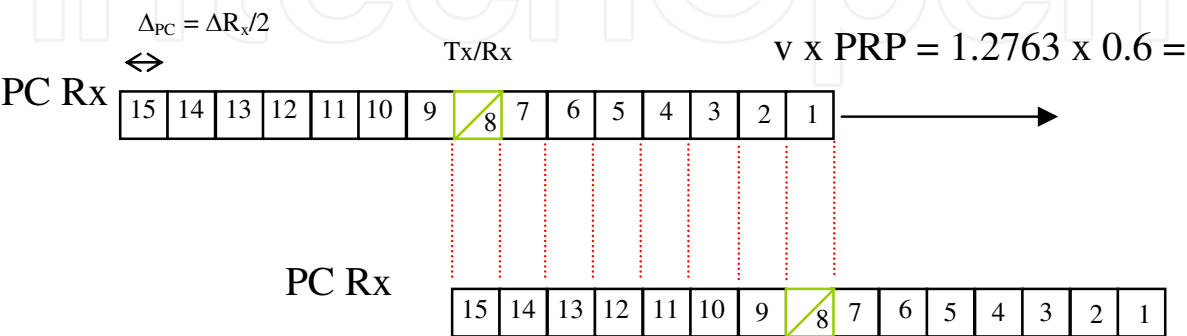 Δ_PC = ΔR_x/2
Tx/Rx
v x PRP = 1.2763 x 0.6 =
PC Rx
15 14 13 12 11 10 9 8 7 6 5 4 3 2 1
PC Rx
15 14 13 12 11 10 9 8 7 6 5 4 3 2 1